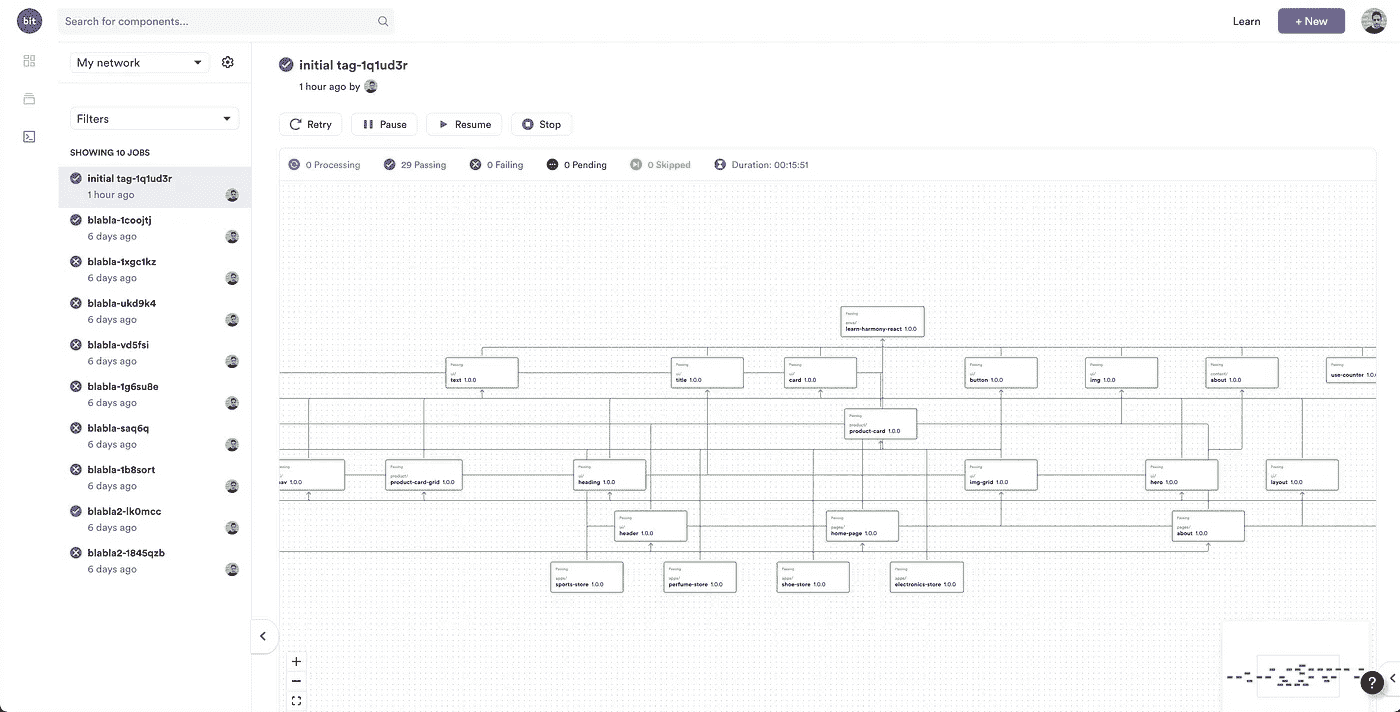 bit
Search for components...
Learn
+ New
My network
Filters
SHOWING 10 JOBS
initial tag-1q1ud3r
1 hour ago
blabla-1coojtj
6 days ago
blabla-1xgc1kz
6 days ago
blabla-ukd9k4
6 days ago
blabla-vd5fsi
6 days ago
blabla-1g6su8e
6 days ago
blabla-saq6q
6 days ago
blabla-1b8sort
6 days ago
blabla2-lk0mcc
6 days ago
blabla2-1845qzb
6 days ago
initial tag-1q1ud3r
1 hour ago by
Retry
Pause
Resume
Stop
0 Processing
29 Passing
0 Failing
0 Pending
0 Skipped
Duration: 00:15:51
Passing
envs/
learn-harmony-react 1.0.0
Passing
ui/
text 1.0.0
Passing
ui/
title 1.0.0
Passing
ui/
card 1.0.0
Passing
ui/
button 1.0.0
Passing
ui/
img 1.0.0
Passing
content/
about 1.0.0
Passing
use-counter 1.0.
Passing
product/
product-card 1.0.0
Passing
nav 1.0.0
Passing
product/
product-card-grid 1.0.0
Passing
ui/
heading 1.0.0
Passing
ui/
img-grid 1.0.0
Passing
ui/
hero 1.0.0
Passing
ui/
layout 1.0.0
Passing
ui/
header 1.0.0
Passing
pages/
home-page 1.0.0
Passing
pages/
about 1.0.0
Passing
apps/
sports-store 1.0.0
Passing
apps/
perfume-store 1.0.0
Passing
apps/
shoe-store 1.0.0
Passing
apps/
electronics-store 1.0.0
?